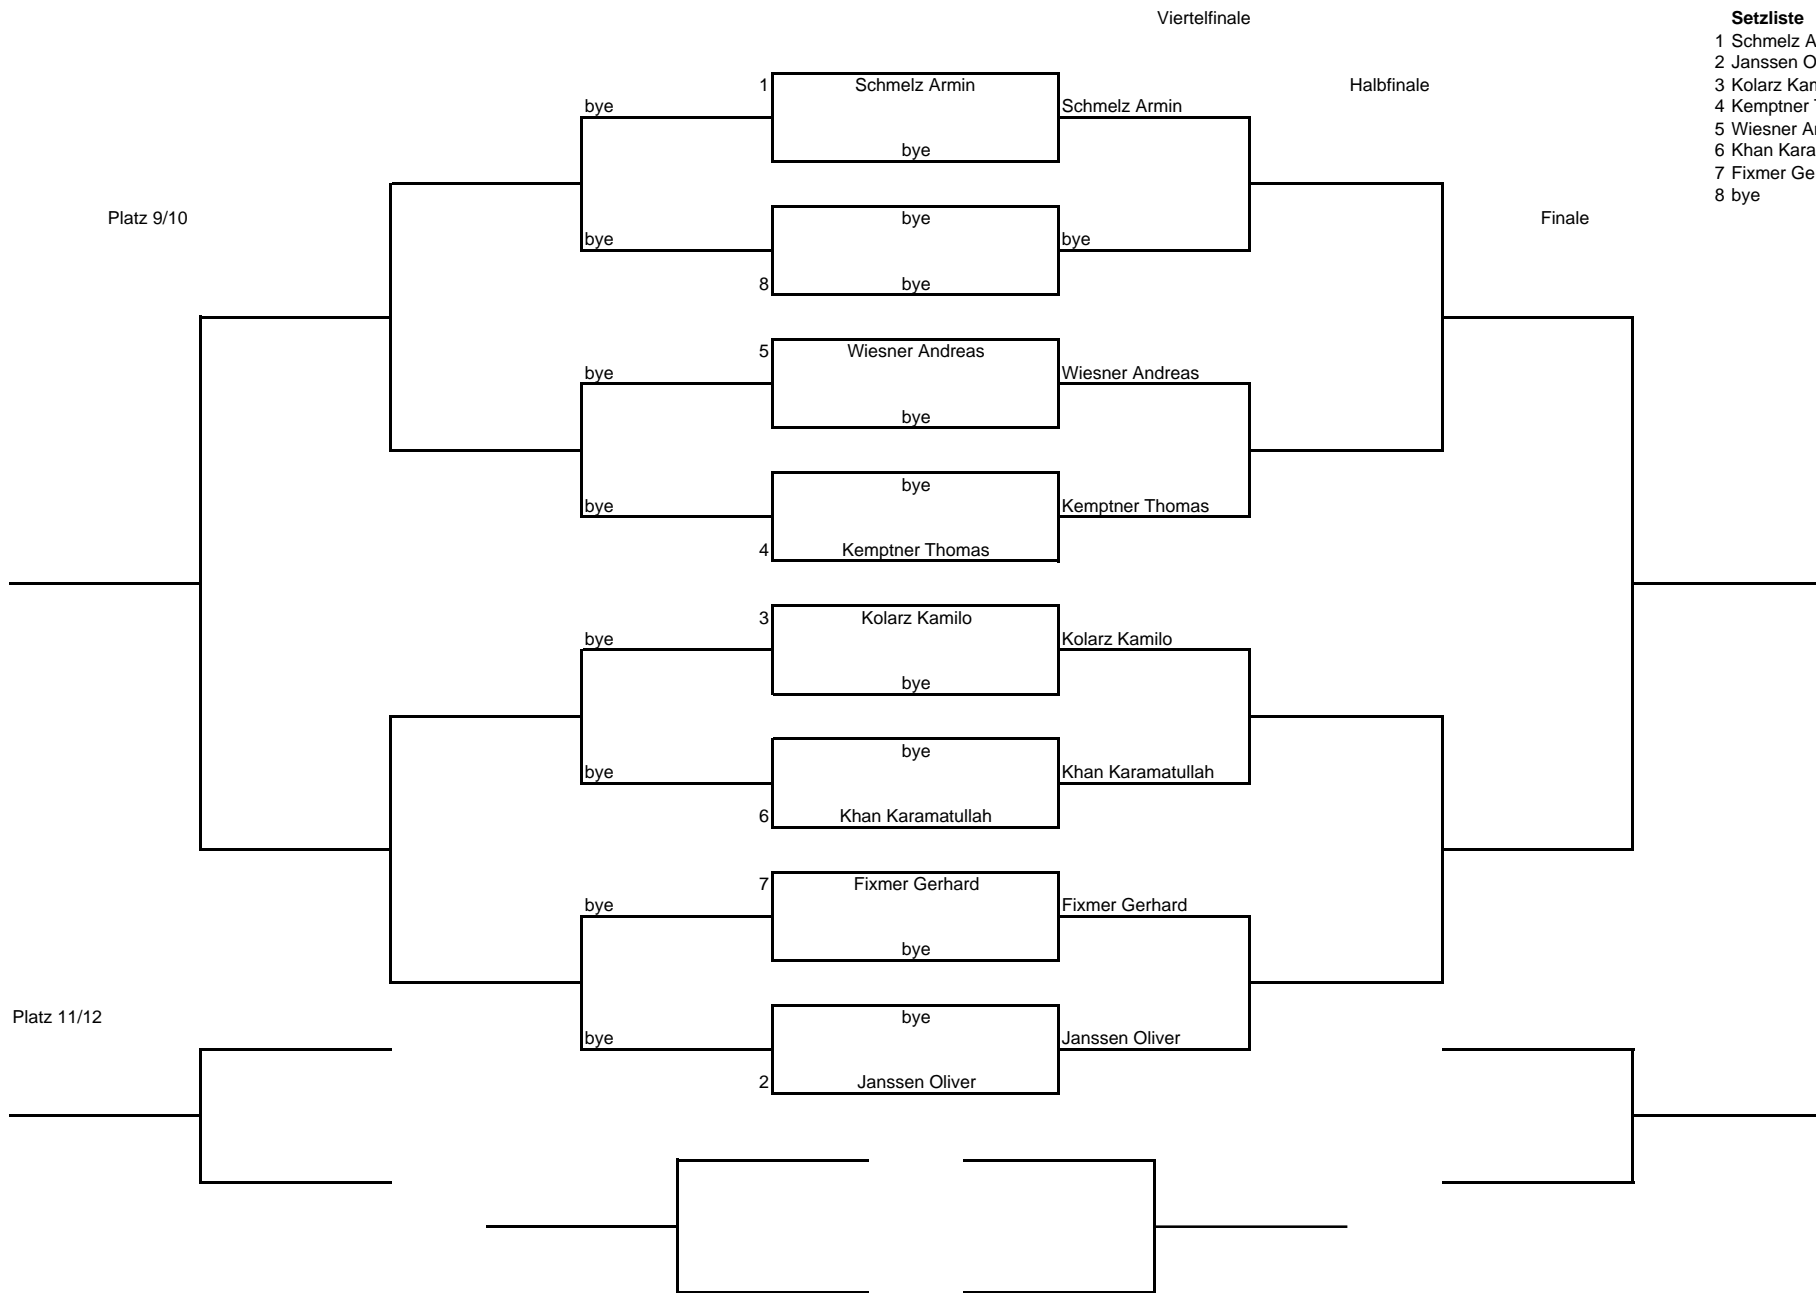 Viertelfinale
Setzliste
1 Schmelz A
2 Janssen O
3 Kolarz Kam
4 Kemptner
5 Wiesner A
6 Khan Kara
7 Fixmer Ge
8 bye
1 Schmelz Armin
Halbfinale
bye
Schmelz Armin
bye
Platz 9/10
bye
Finale
bye
bye
8 bye
5 Wiesner Andreas
bye
Wiesner Andreas
bye
bye
bye
Kemptner Thomas
4 Kemptner Thomas
3 Kolarz Kamilo
bye
Kolarz Kamilo
bye
bye
bye
Khan Karamatullah
6 Khan Karamatullah
7 Fixmer Gerhard
bye
Fixmer Gerhard
bye
Platz 11/12
bye
bye
Janssen Oliver
2 Janssen Oliver